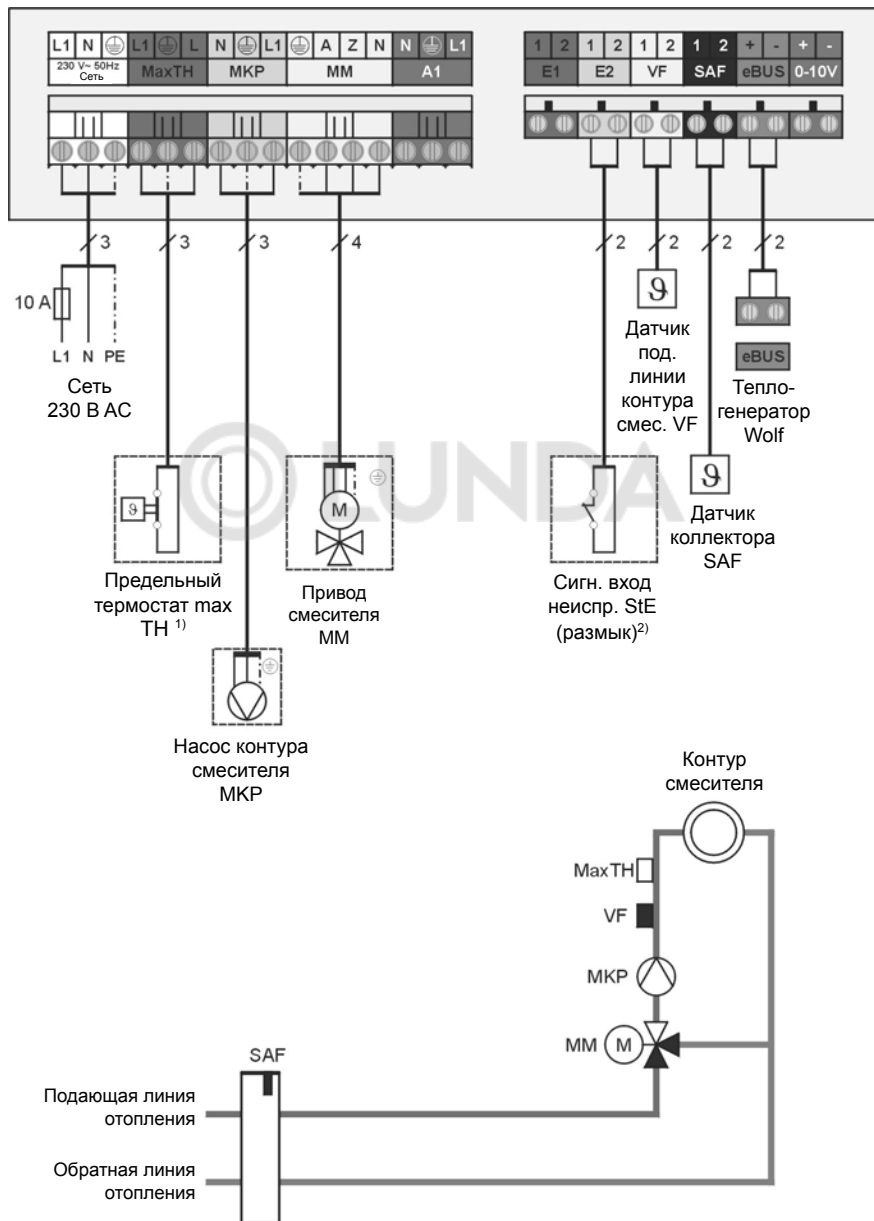 L1 N L1 L N L1 A Z N N L1
230 V~ 50Hz
Сеть
MaxTH MKP MM A1
1 2 1 2 1 2 1 2 + - + -
E1 E2 VF SAF eBUS 0-10V
3 3 3 4 2 2 2 2
10 A
L1 N PE
Сеть
230 В AC
ϑ
Датчик
под.
линии
контура
смес. VF
eBUS
Тепло-
генератор
Wolf
LUNDA
ϑ
Предельный
термостат max
TH 1)
M
Привод
смесителя
MM
Сигн. вход
неиспр. StE
(размык)2)
ϑ
Датчик
коллектора
SAF
Насос контура
смесителя
MKP
Контур
смесителя
MaxTH
VF
MKP
MM M
SAF
Подающая линия
отопления
Обратная линия
отопления